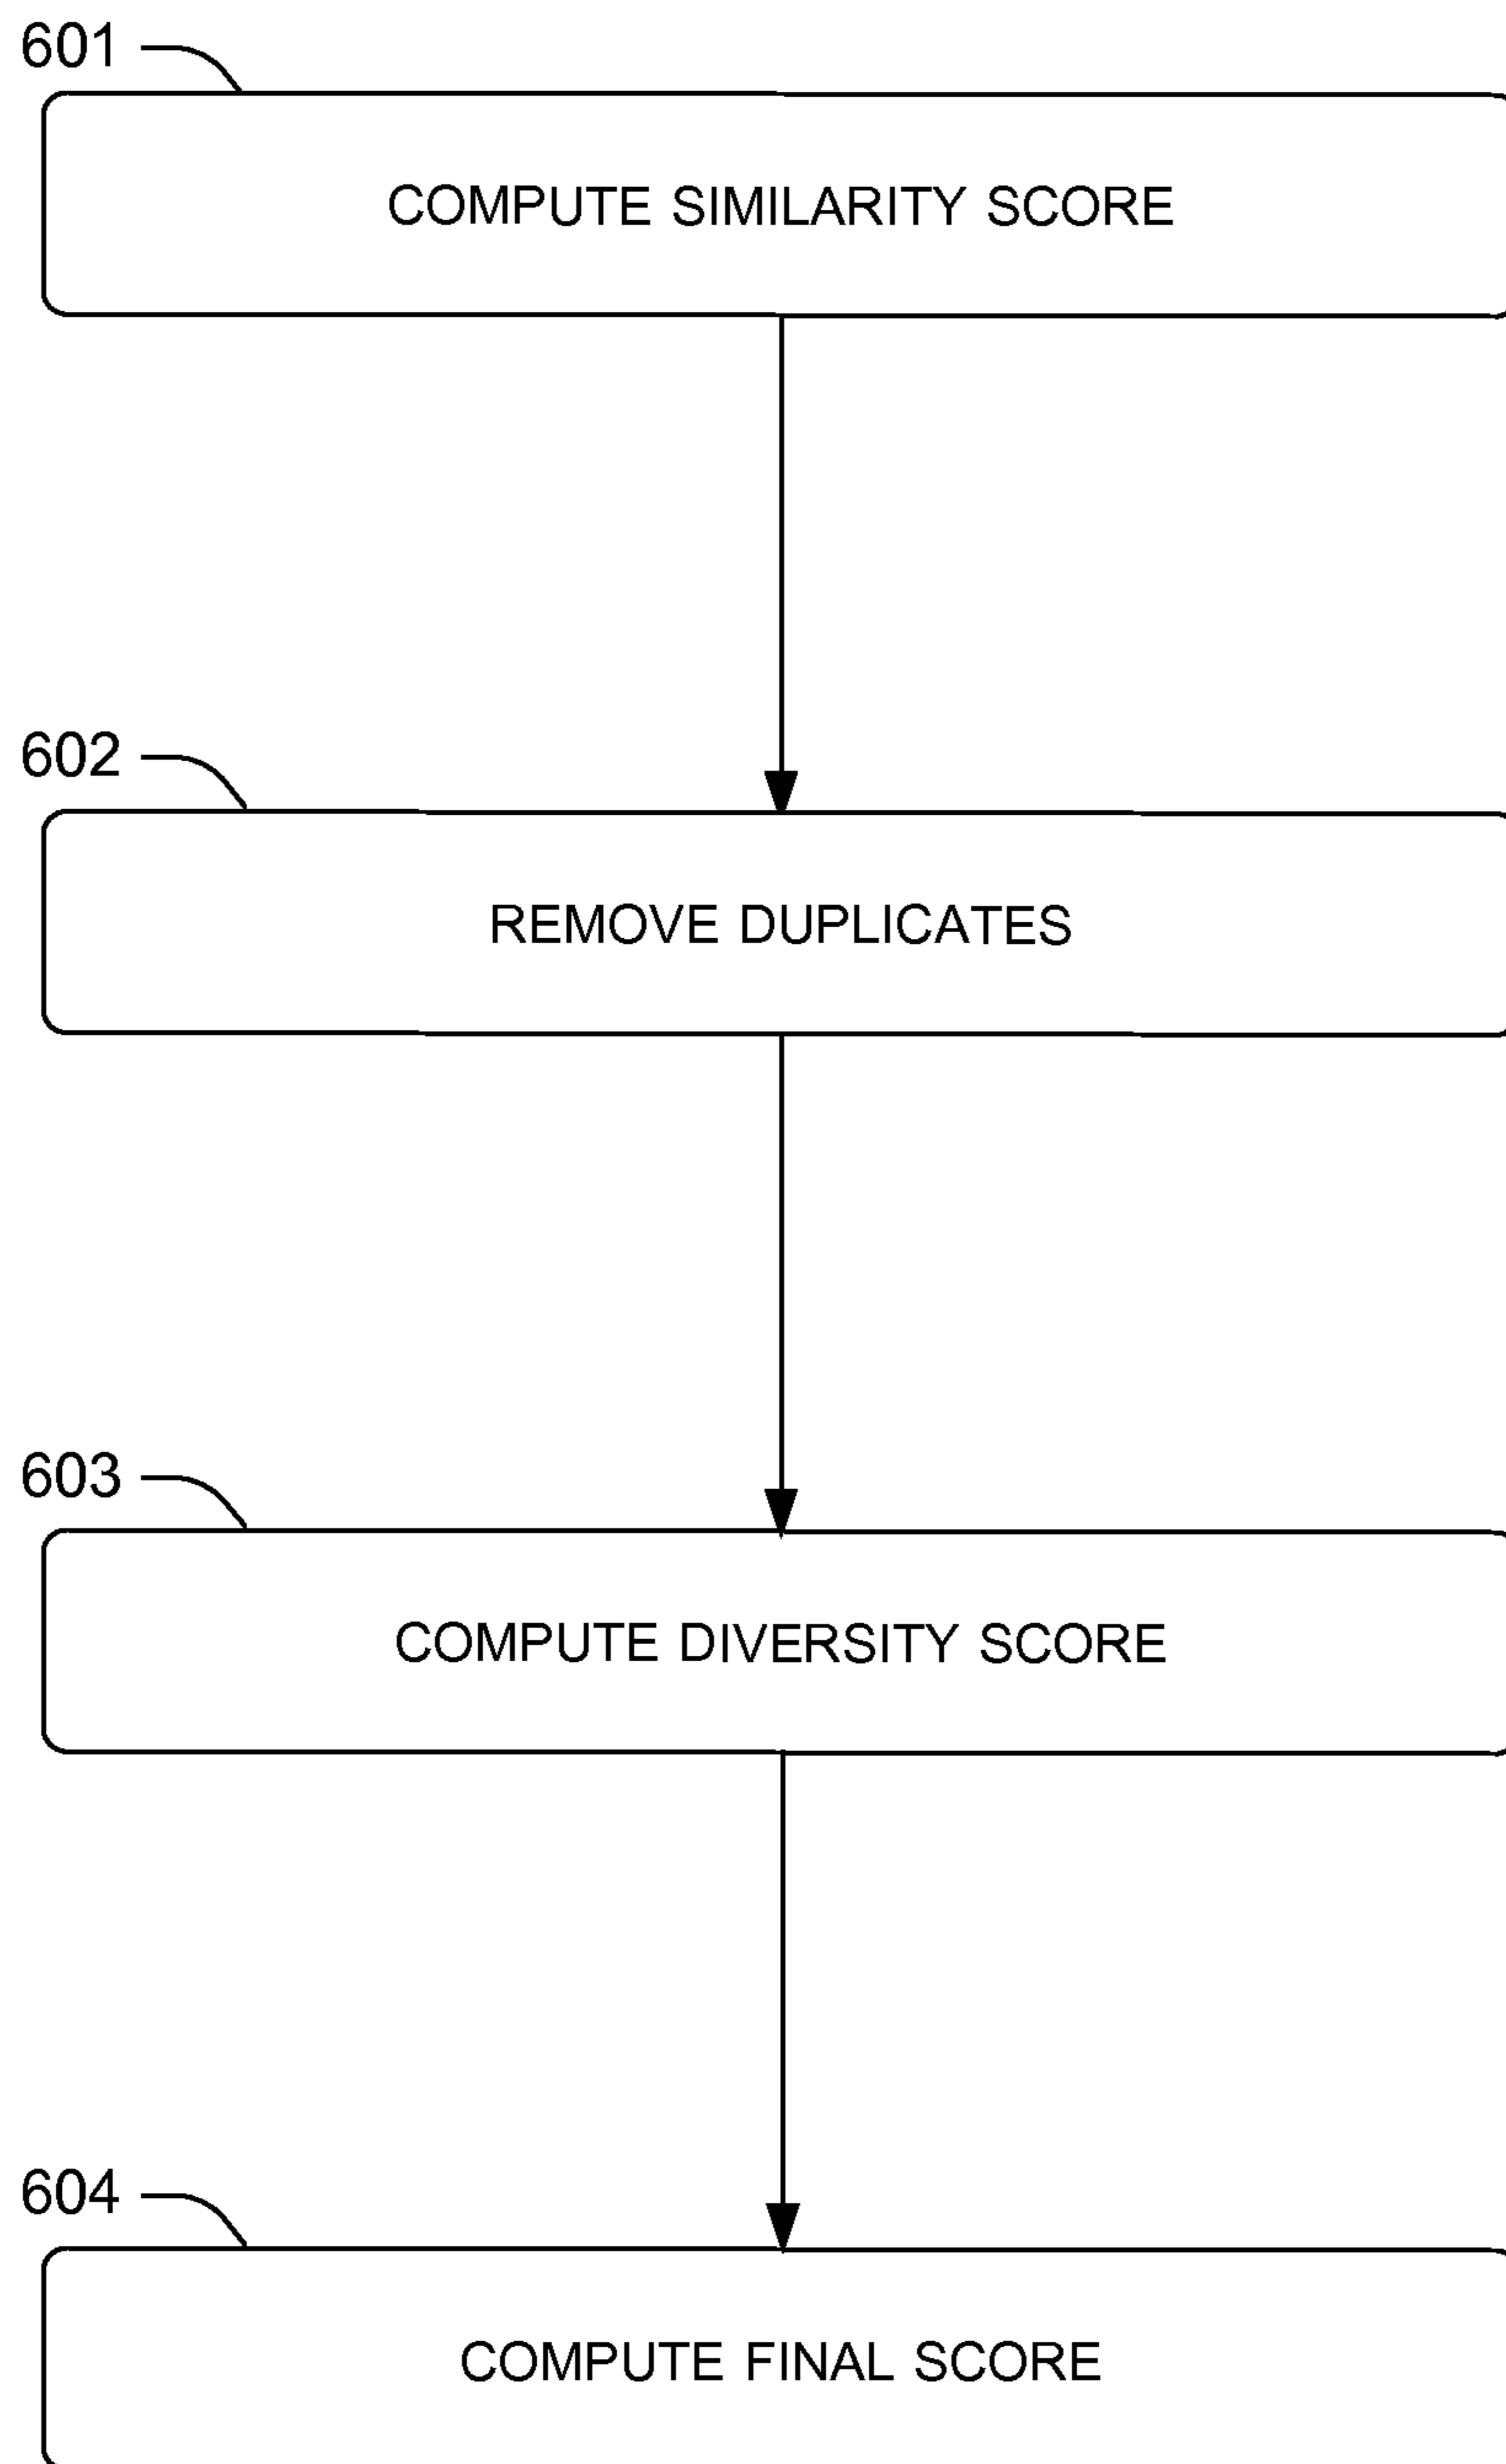 601
COMPUTE SIMILARITY SCORE
602
REMOVE DUPLICATES
603
COMPUTE DIVERSITY SCORE
604
COMPUTE FINAL SCORE